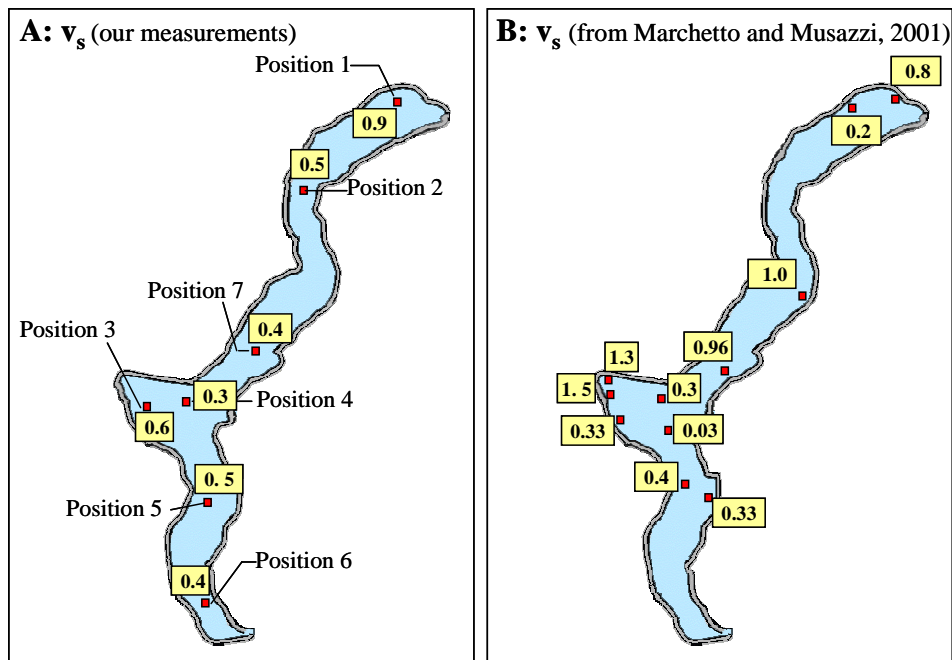 A: vs (our measurements)
Position 1
0.9
0.5
Position 2
Position 7
0.4
Position 3
0.3
Position 4
0.6
0. 5
Position 5
Position 6
0.4
B: vs (from Marchetto and Musazzi, 2001)
0.8
0.2
1.0
0.96
1.3
1. 5
0.3
0.33
0.03
0.4
0.33